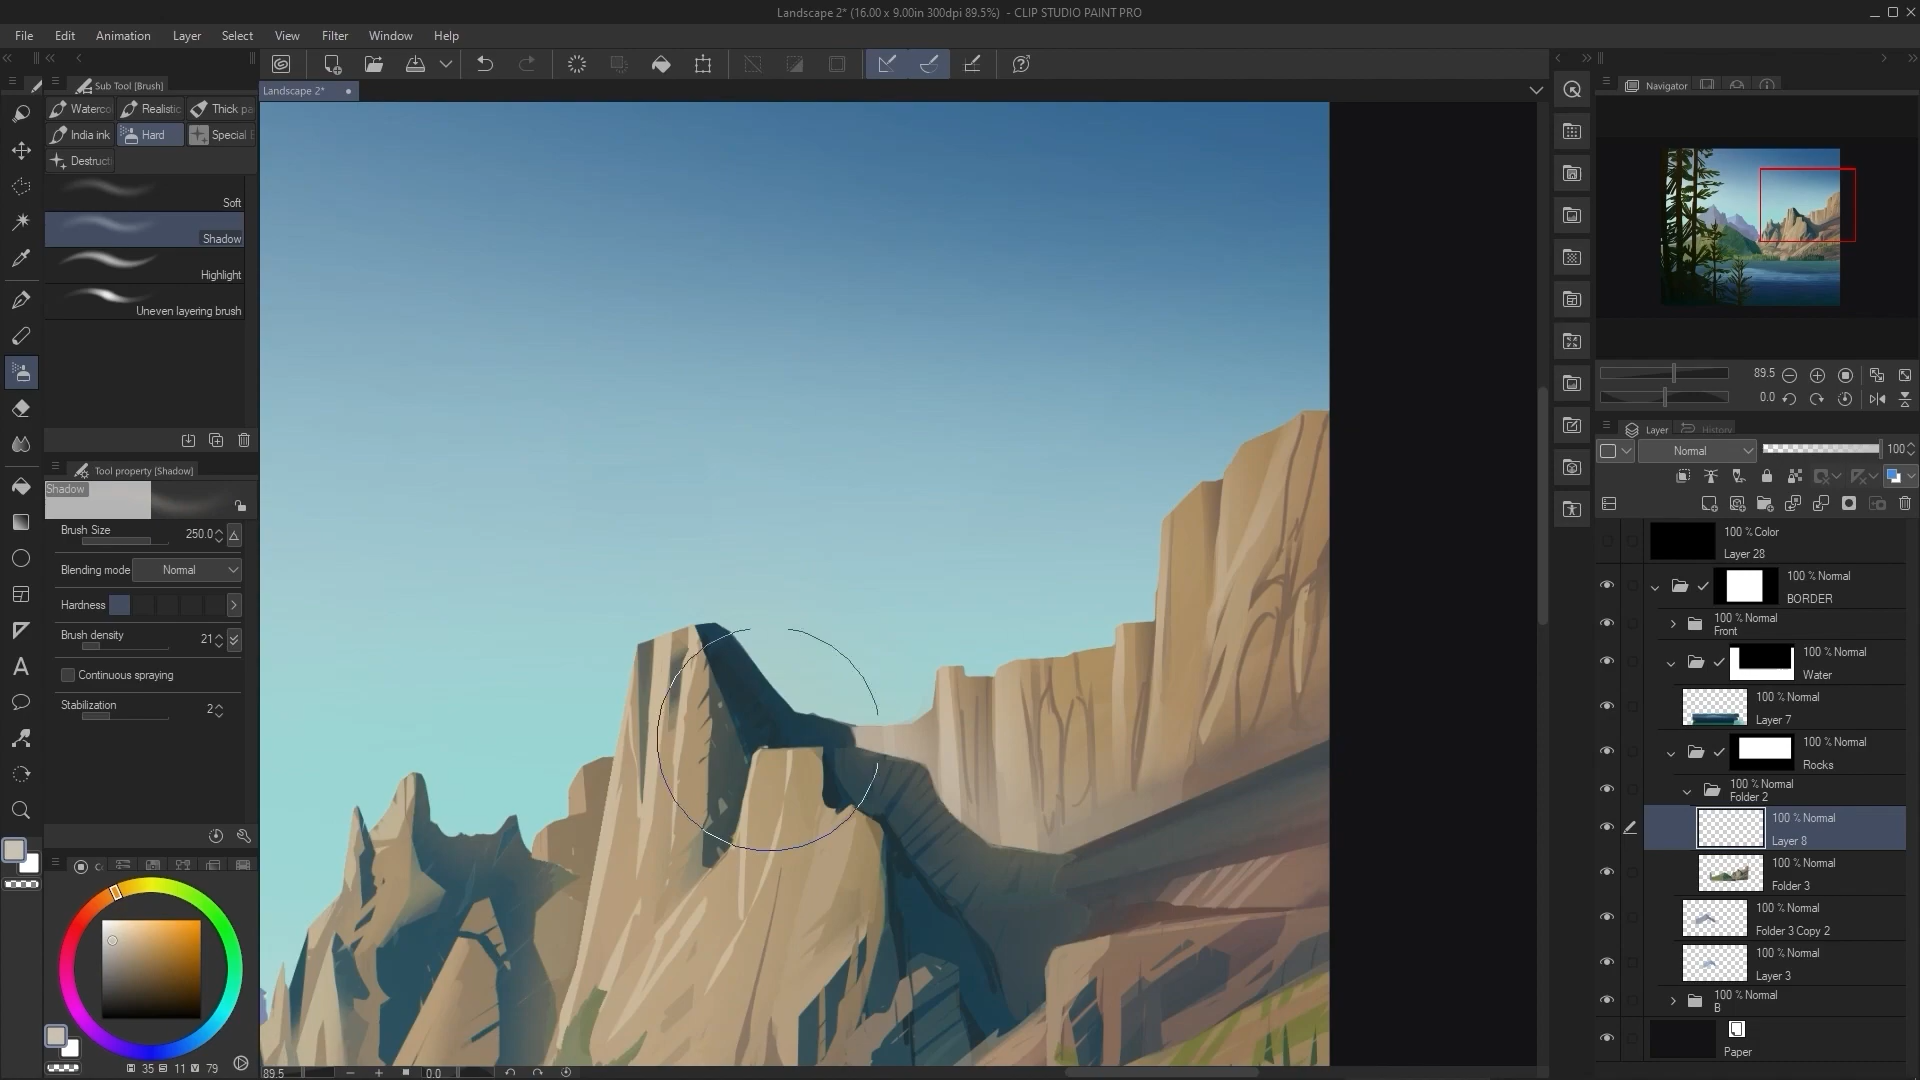 Landscape 2* (16.00 x 9.00in 300dpi 89.5%) - CLIP STUDIO PAINT PRO
File Edit Animation Layer Select View Filter Window Help
Sub Tool [Brush]
Landscape 2*
Waterco Realistic Thick pa
India ink Hard Special
Destructi
Soft
Shadow
Highlight
Uneven layering brush
Tool property [Shadow]
Shadow
Brush Size 250.0
Blending mode Normal
Hardness
Brush density 21
Continuous spraying
Stabilization 2
35 11 79
89.5 0.0
Navigator
89.5
0.0
Layer History
Normal 100
100 % Color
Layer 28
100 % Normal
BORDER
100 % Normal
Front
100 % Normal
Water
100 % Normal
Layer 7
100 % Normal
Rocks
100 % Normal
Folder 2
100 % Normal
Layer 8
100 % Normal
Folder 3
100 % Normal
Folder 3 Copy 2
100 % Normal
Layer 3
100 % Normal
B
Paper